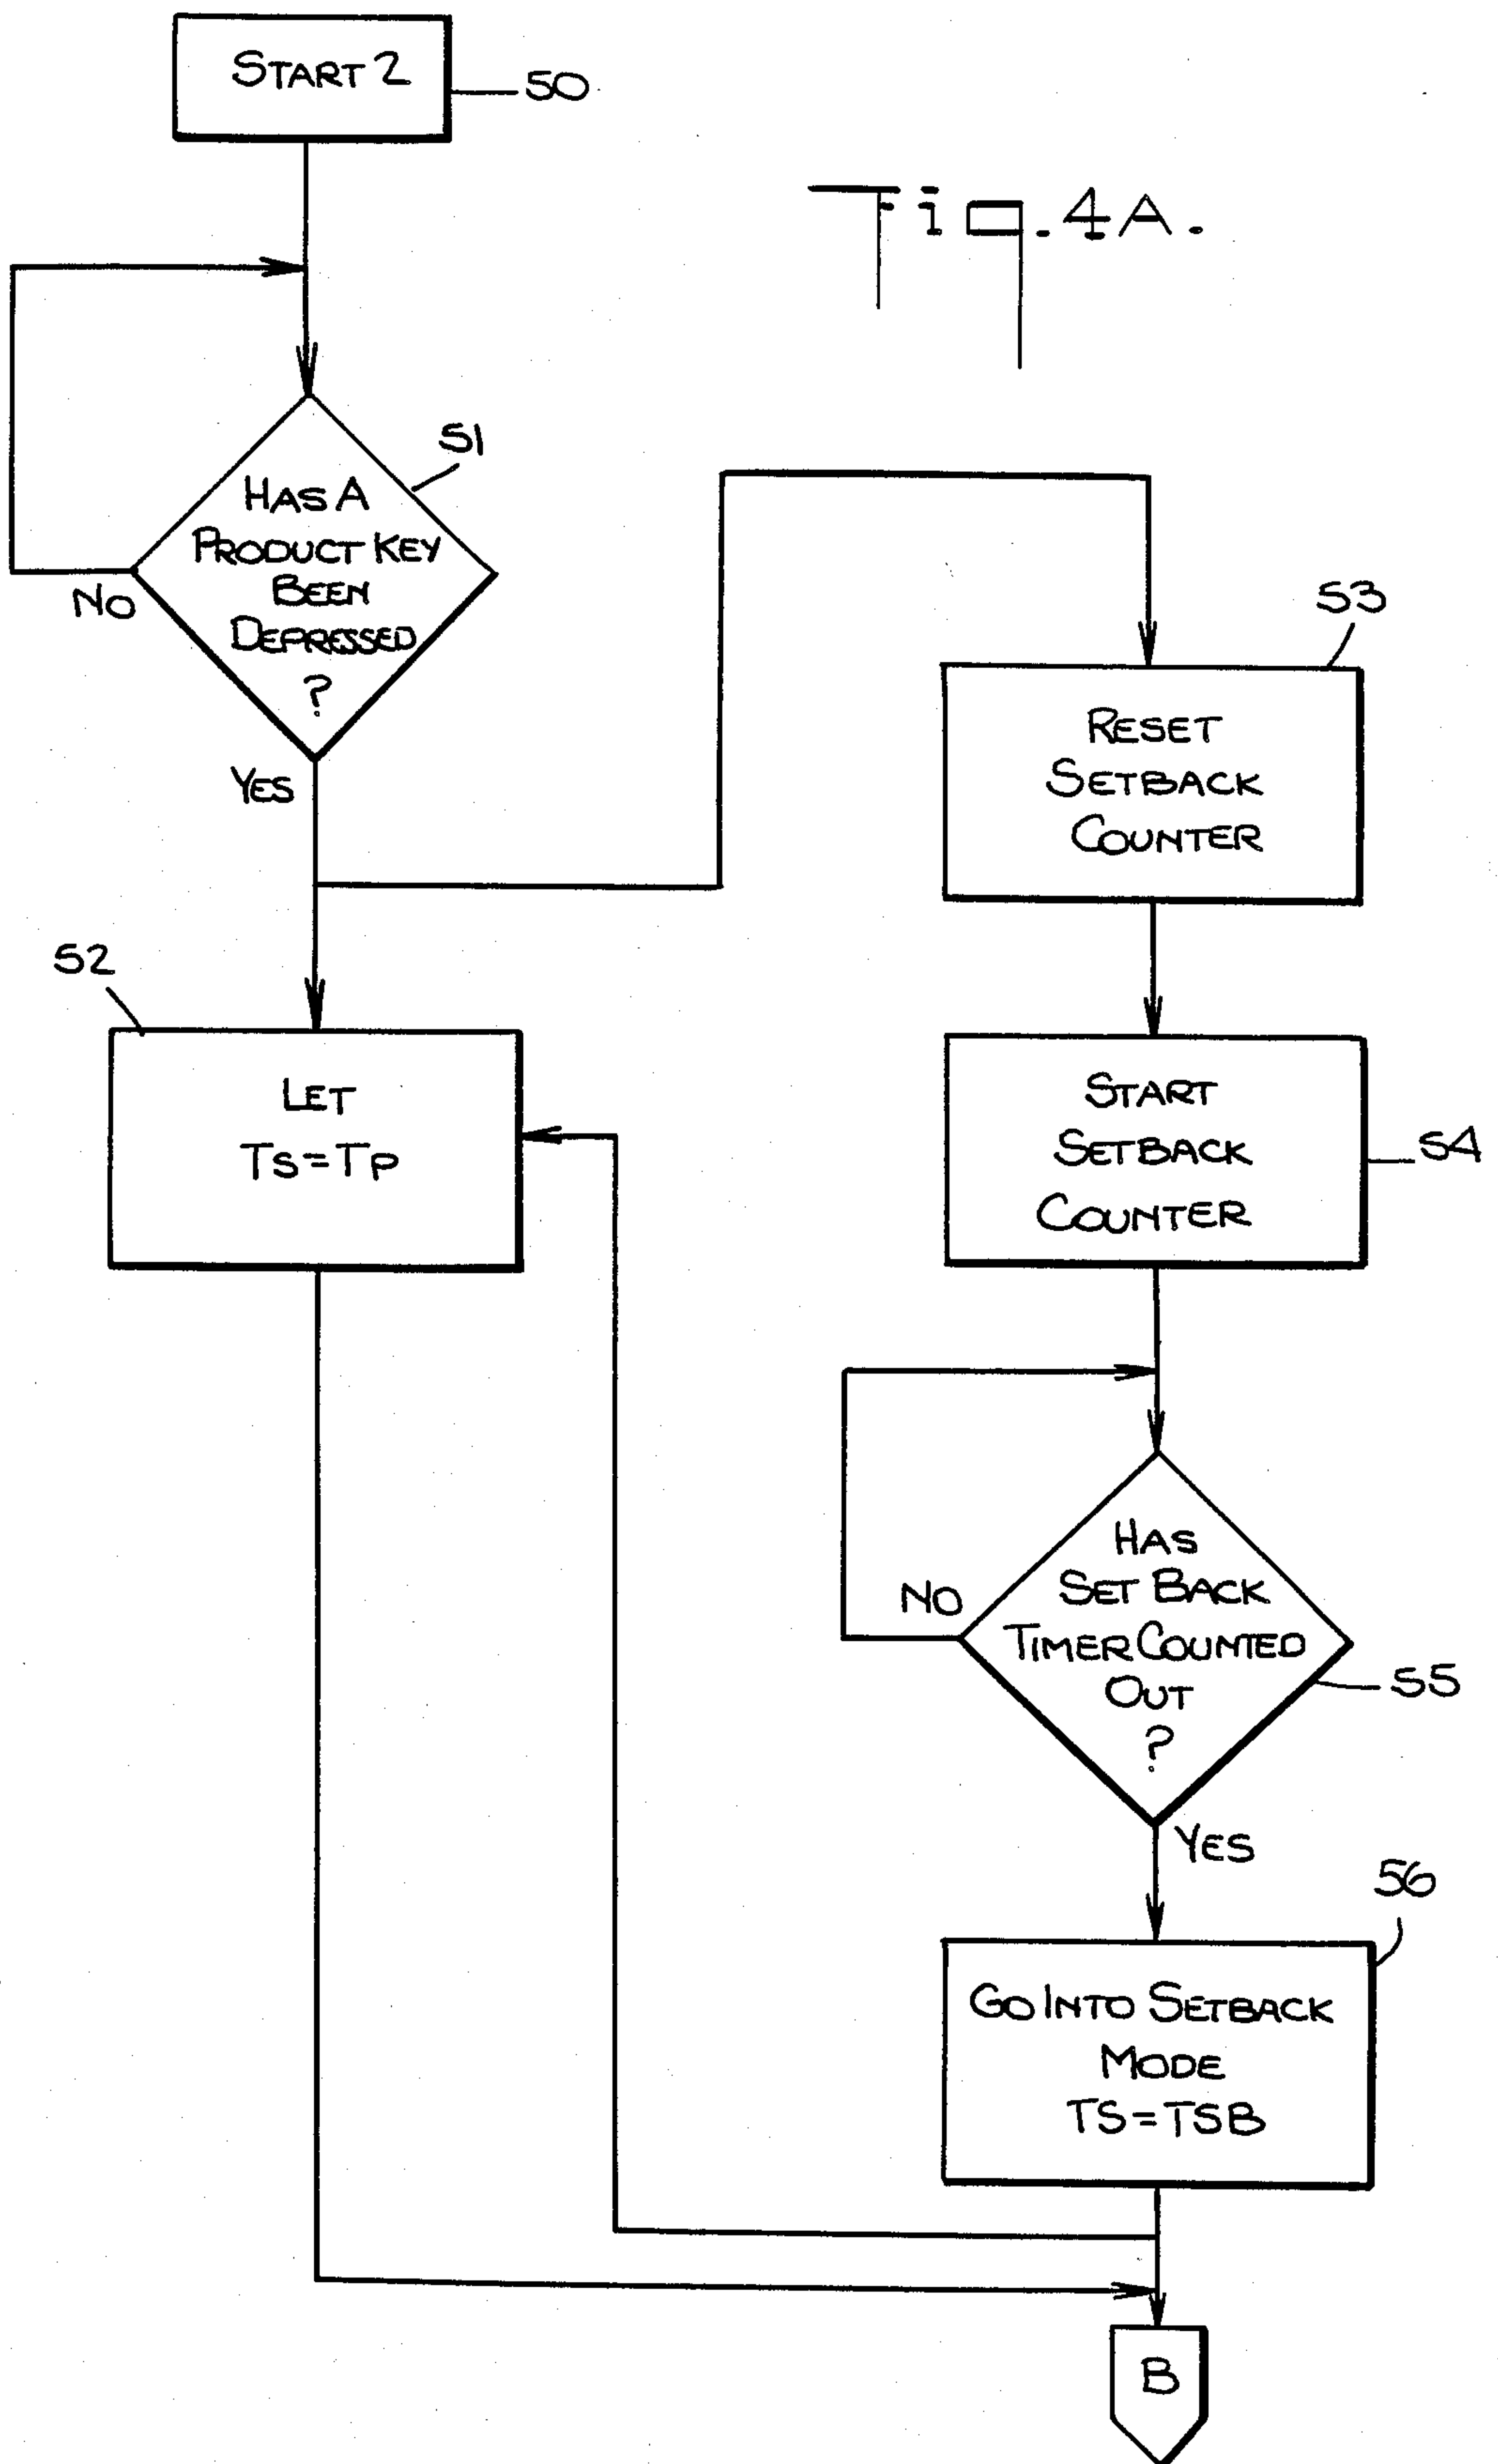 START 2
50
Fig. 4A.
51
HAS A
PRODUCT KEY
BEEN
DEPRESSED
?
NO
YES
52
LET
TS=TP
53
RESET
SETBACK
COUNTER
START
SETBACK
COUNTER
54
HAS
SET BACK
TIMER COUNTED
OUT
?
NO
55
YES
56
GO INTO SETBACK
MODE
TS=TSB
B